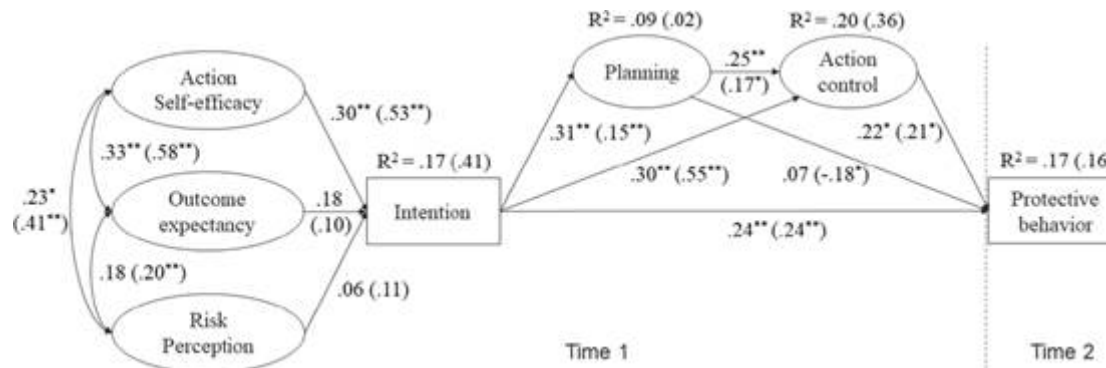 R² = .09 (.02)
R² = .20 (.36)
Action
Self-efficacy
Planning
.25**
(.17*)
Action
control
.30** (.53**)
.33** (.58**)
.31** (.15**)
.22* (.21*)
R² = .17 (.41)
R² = .17 (.16
.23*
(.41**)
.30** (.55**)
.07 (-.18*)
Outcome
expectancy
.18
(.10)
Intention
Protective
behavior
.24** (.24**)
.18 (.20**)
.06 (.11)
Risk
Perception
Time 1
Time 2